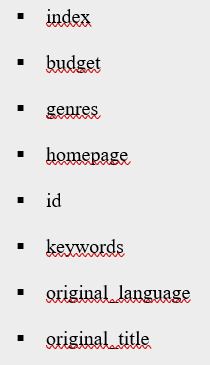 index
budget
genres
homepage
id
keywords
original_language
original_title